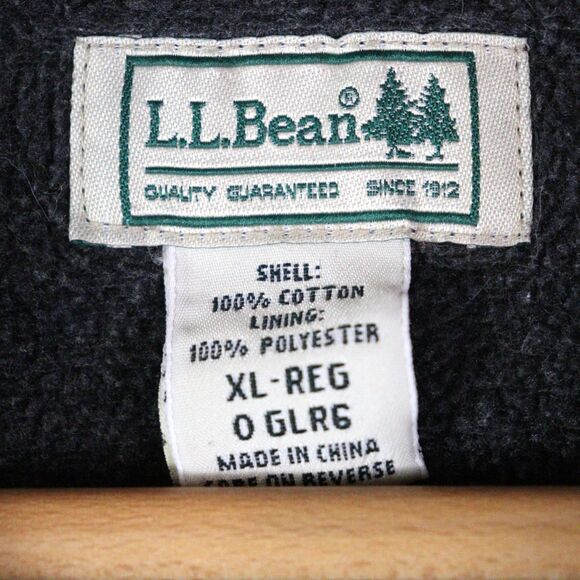 L.L.Bean®
QUALITY GUARANTEED SINCE 1912
SHELL:
100% COTTON
LINING:
100% POLYESTER
XL-REG
0 GLR6
MADE IN CHINA
CARE ON REVERSE